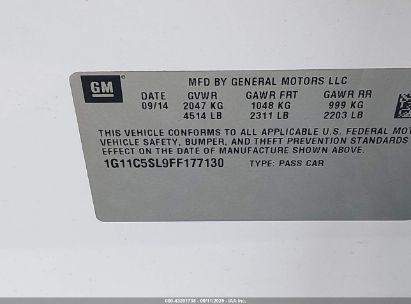 GM
MFD BY GENERAL MOTORS LLC
DATE GVWR GAWR FRT GAWR RR
09/14 2047 KG 1048 KG 999 KG
4514 LB 2311 LB 2203 LB
THIS VEHICLE CONFORMS TO ALL APPLICABLE U.S. FEDERAL MOT
VEHICLE SAFETY, BUMPER, AND THEFT PREVENTION STANDARDS
EFFECT ON THE DATE OF MANUFACTURE SHOWN ABOVE.
1G11C5SL9FF177130 TYPE: PASS CAR